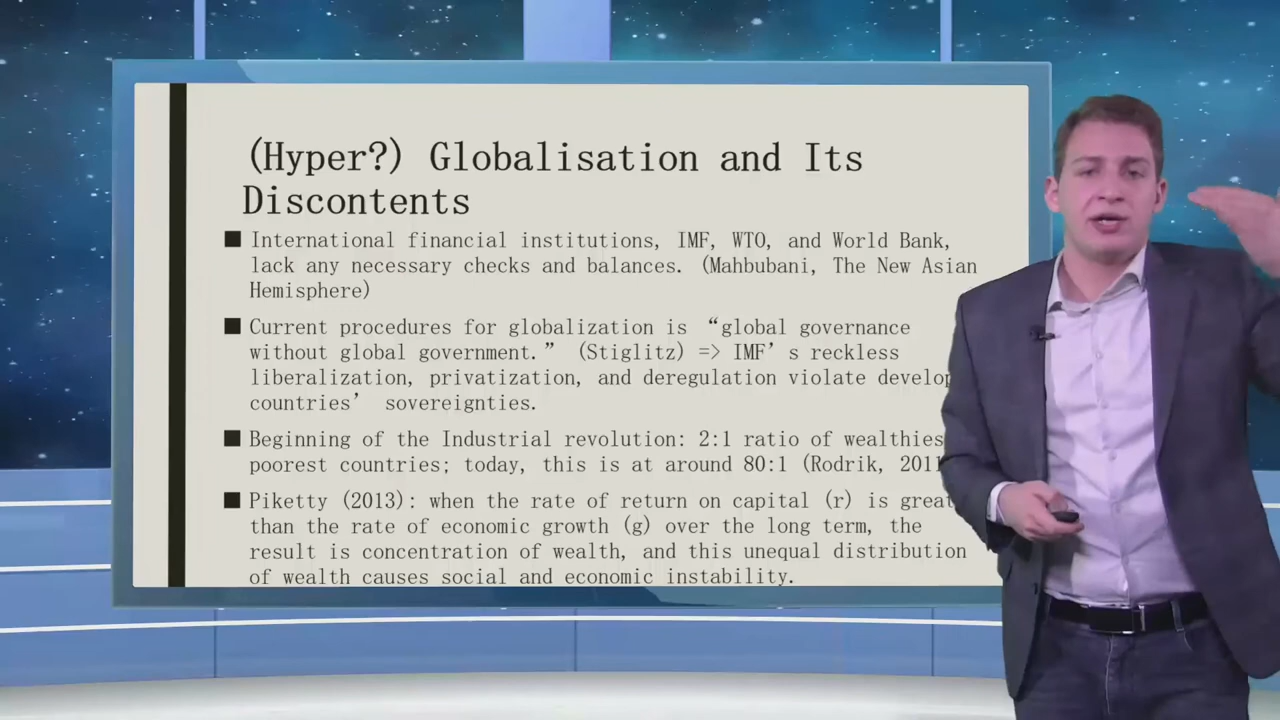 (Hyper?) Globalisation and Its
Discontents
■ International financial institutions, IMF, WTO, and World Bank,
lack any necessary checks and balances. (Mahbubani, The New Asian
Hemisphere)
■ Current procedures for globalization is “global governance
without global government.” (Stiglitz) => IMF’s reckless
liberalization, privatization, and deregulation violate
countries’ sovereignties.
■ Beginning of the Industrial revolution: 2:1 ratio of
poorest countries; today, this is at around 80:1 (Rodrik, 2011
■ Piketty (2013): when the rate of return on capital (r) is
than the rate of economic growth (g) over the long term, the
result is concentration of wealth, and this unequal distribution
of wealth causes social and economic instability.